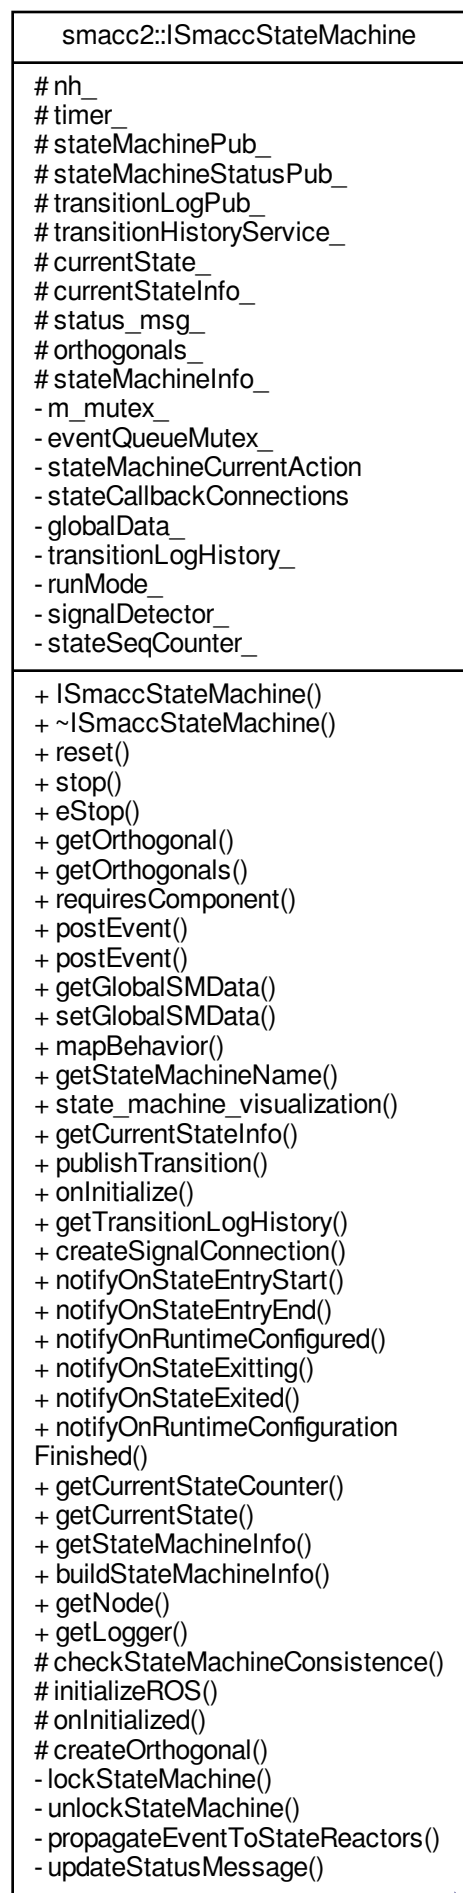 smacc2::ISmaccStateMachine
# nh_
# timer_
# stateMachinePub_
# stateMachineStatusPub_
# transitionLogPub_
# transitionHistoryService_
# currentState_
# currentStateInfo_
# status_msg_
# orthogonals_
# stateMachineInfo_
- m_mutex_
- eventQueueMutex_
- stateMachineCurrentAction
- stateCallbackConnections
- globalData_
- transitionLogHistory_
- runMode_
- signalDetector_
- stateSeqCounter_
+ ISmaccStateMachine()
+ ~ISmaccStateMachine()
+ reset()
+ stop()
+ eStop()
+ getOrthogonal()
+ getOrthogonals()
+ requiresComponent()
+ postEvent()
+ postEvent()
+ getGlobalSMData()
+ setGlobalSMData()
+ mapBehavior()
+ getStateMachineName()
+ state_machine_visualization()
+ getCurrentStateInfo()
+ publishTransition()
+ onInitialize()
+ getTransitionLogHistory()
+ createSignalConnection()
+ notifyOnStateEntryStart()
+ notifyOnStateEntryEnd()
+ notifyOnRuntimeConfigured()
+ notifyOnStateExitting()
+ notifyOnStateExited()
+ notifyOnRuntimeConfiguration
Finished()
+ getCurrentStateCounter()
+ getCurrentState()
+ getStateMachineInfo()
+ buildStateMachineInfo()
+ getNode()
+ getLogger()
# checkStateMachineConsistence()
# initializeROS()
# onInitialized()
# createOrthogonal()
- lockStateMachine()
- unlockStateMachine()
- propagateEventToStateReactors()
- updateStatusMessage()